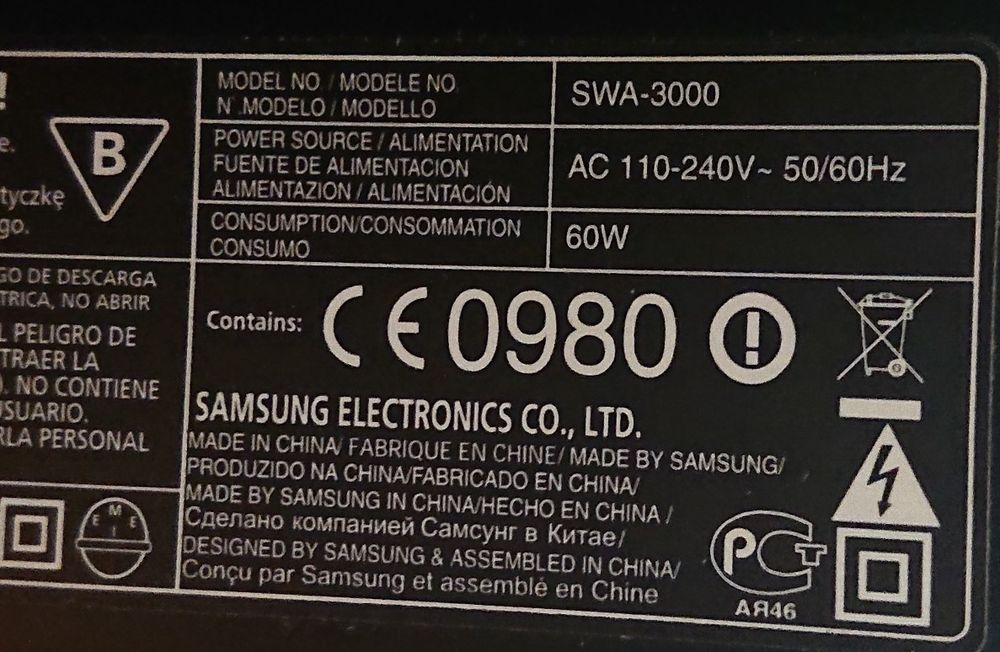 !
e.
B
tyczkę
go.
GO DE DESCARGA
TRICA, NO ABRIR
L PELIGRO DE
TRAER LA
). NO CONTIENE
USUARIO.
RLA PERSONAL
E M E
I
MODEL NO. / MODELE NO.
N° MODELO / MODELLO
SWA-3000
POWER SOURCE / ALIMENTATION
FUENTE DE ALIMENTACION
ALIMENTAZION / ALIMENTACIÓN
AC 110-240V~ 50/60Hz
CONSUMPTION/CONSOMMATION
CONSUMO
60W
Contains: CE 0980
SAMSUNG ELECTRONICS CO., LTD.
MADE IN CHINA/ FABRIQUE EN CHINE/ MADE BY SAMSUNG/
PRODUZIDO NA CHINA/FABRICADO EN CHINA/
MADE BY SAMSUNG IN CHINA/HECHO EN CHINA /
Сделано компанией Самсунг в Китае/
DESIGNED BY SAMSUNG & ASSEMBLED IN CHINA/
Conçu par Samsung et assemblé en Chine
РСТ
АЯ46